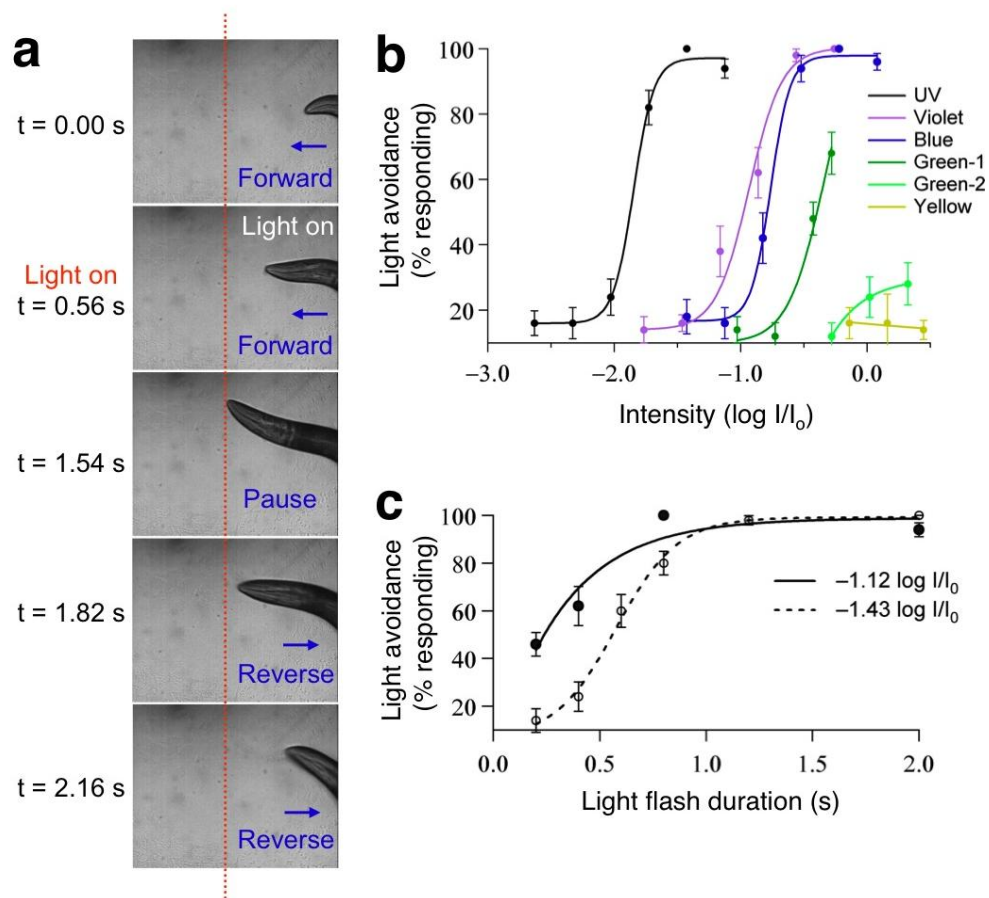 a
t = 0.00 s
Forward
Light on
Light on
t = 0.56 s
Forward
t = 1.54 s
Pause
t = 1.82 s
Reverse
t = 2.16 s
Reverse
b
Light avoidance
(% responding)
100
80
60
40
20
−3.0 −2.0 −1.0 0.0
Intensity (log I/Io)
UV
Violet
Blue
Green-1
Green-2
Yellow
c
Light avoidance
(% responding)
100
80
60
40
20
0.0 0.5 1.0 1.5 2.0
Light flash duration (s)
−1.12 log I/I0
−1.43 log I/I0